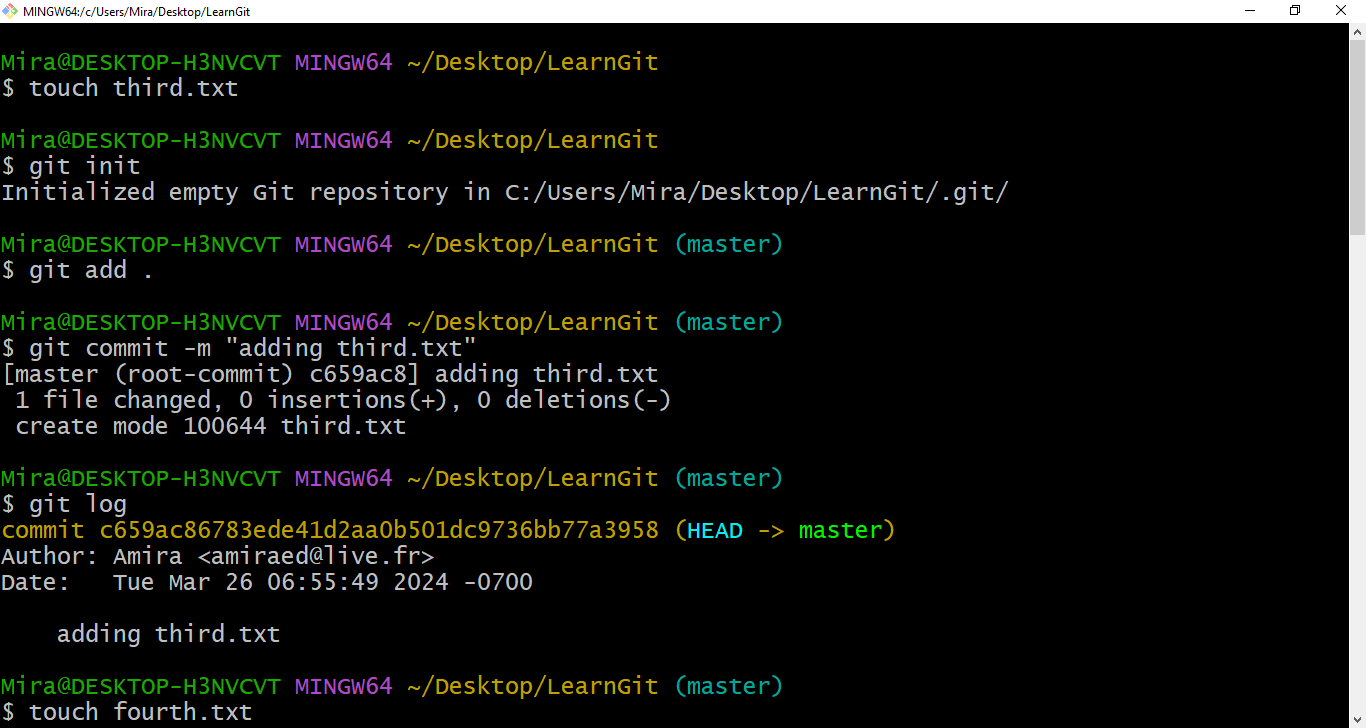 MINGW64:/c/Users/Mira/Desktop/LearnGit
Mira@DESKTOP-H3NVCVT MINGW64 ~/Desktop/LearnGit
$ touch third.txt
Mira@DESKTOP-H3NVCVT MINGW64 ~/Desktop/LearnGit
$ git init
Initialized empty Git repository in C:/Users/Mira/Desktop/LearnGit/.git/
Mira@DESKTOP-H3NVCVT MINGW64 ~/Desktop/LearnGit (master)
$ git add .
Mira@DESKTOP-H3NVCVT MINGW64 ~/Desktop/LearnGit (master)
$ git commit -m "adding third.txt"
[master (root-commit) c659ac8] adding third.txt
 1 file changed, 0 insertions(+), 0 deletions(-)
 create mode 100644 third.txt
Mira@DESKTOP-H3NVCVT MINGW64 ~/Desktop/LearnGit (master)
$ git log
commit c659ac86783ede41d2aa0b501dc9736bb77a3958 (HEAD -> master)
Author: Amira <amiraed@live.fr>
Date:   Tue Mar 26 06:55:49 2024 -0700
    adding third.txt
Mira@DESKTOP-H3NVCVT MINGW64 ~/Desktop/LearnGit (master)
$ touch fourth.txt